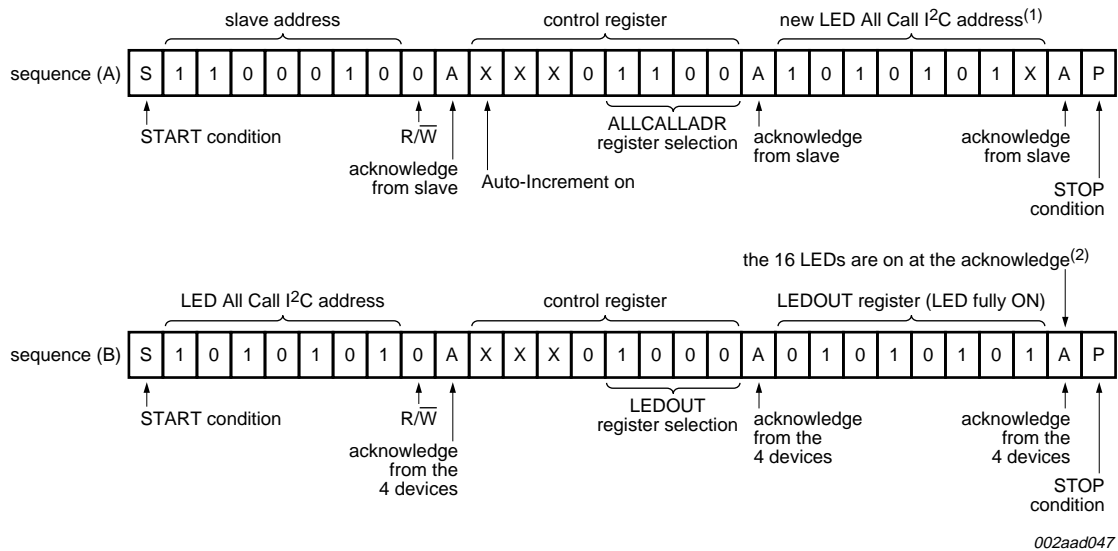 slave address control register new LED All Call I2C address(1)
sequence (A) S 1 1 0 0 0 1 0 0 A X X X 0 1 1 0 0 A 1 0 1 0 1 0 1 X A P
START condition R/W ALLCALLADR register selection acknowledge from slave acknowledge from slave
acknowledge from slave Auto-Increment on STOP condition
the 16 LEDs are on at the acknowledge(2)
LED All Call I2C address control register LEDOUT register (LED fully ON)
sequence (B) S 1 0 1 0 1 0 1 0 A X X X 0 1 0 0 0 A 0 1 0 1 0 1 0 1 A P
START condition R/W LEDOUT register selection acknowledge from the 4 devices acknowledge from the 4 devices
acknowledge from the 4 devices STOP condition
002aad047